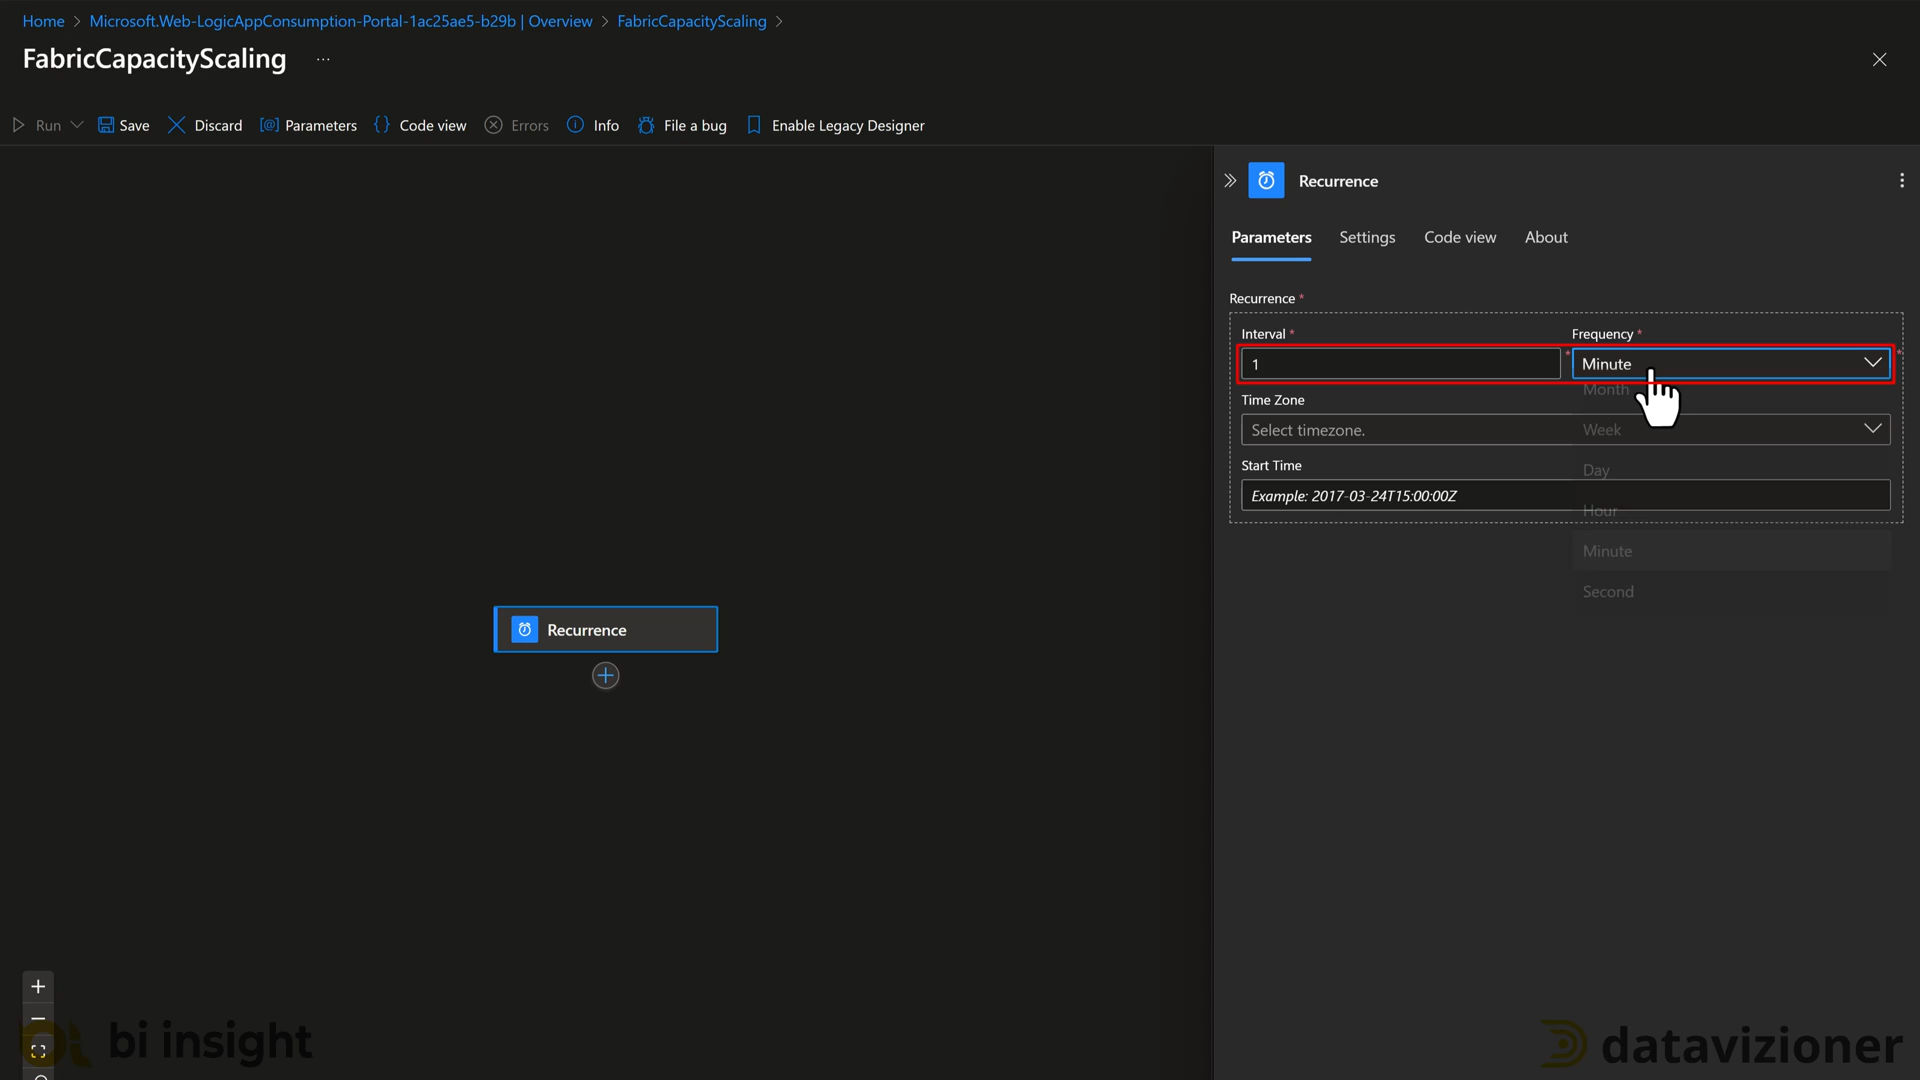 Home > Microsoft.Web-LogicAppConsumption-Portal-1ac25ae5-b29b | Overview > FabricCapacityScaling >
FabricCapacityScaling ...
Run Save Discard Parameters Code view Errors Info File a bug Enable Legacy Designer
Recurrence
Parameters Settings Code view About
Recurrence *
Interval * Frequency *
1 * Minute *
Month
Time Zone
Select timezone. Week
Start Time Day
Example: 2017-03-24T15:00:00Z
Hour
Minute
Second
Recurrence
bi insight
datavizioner